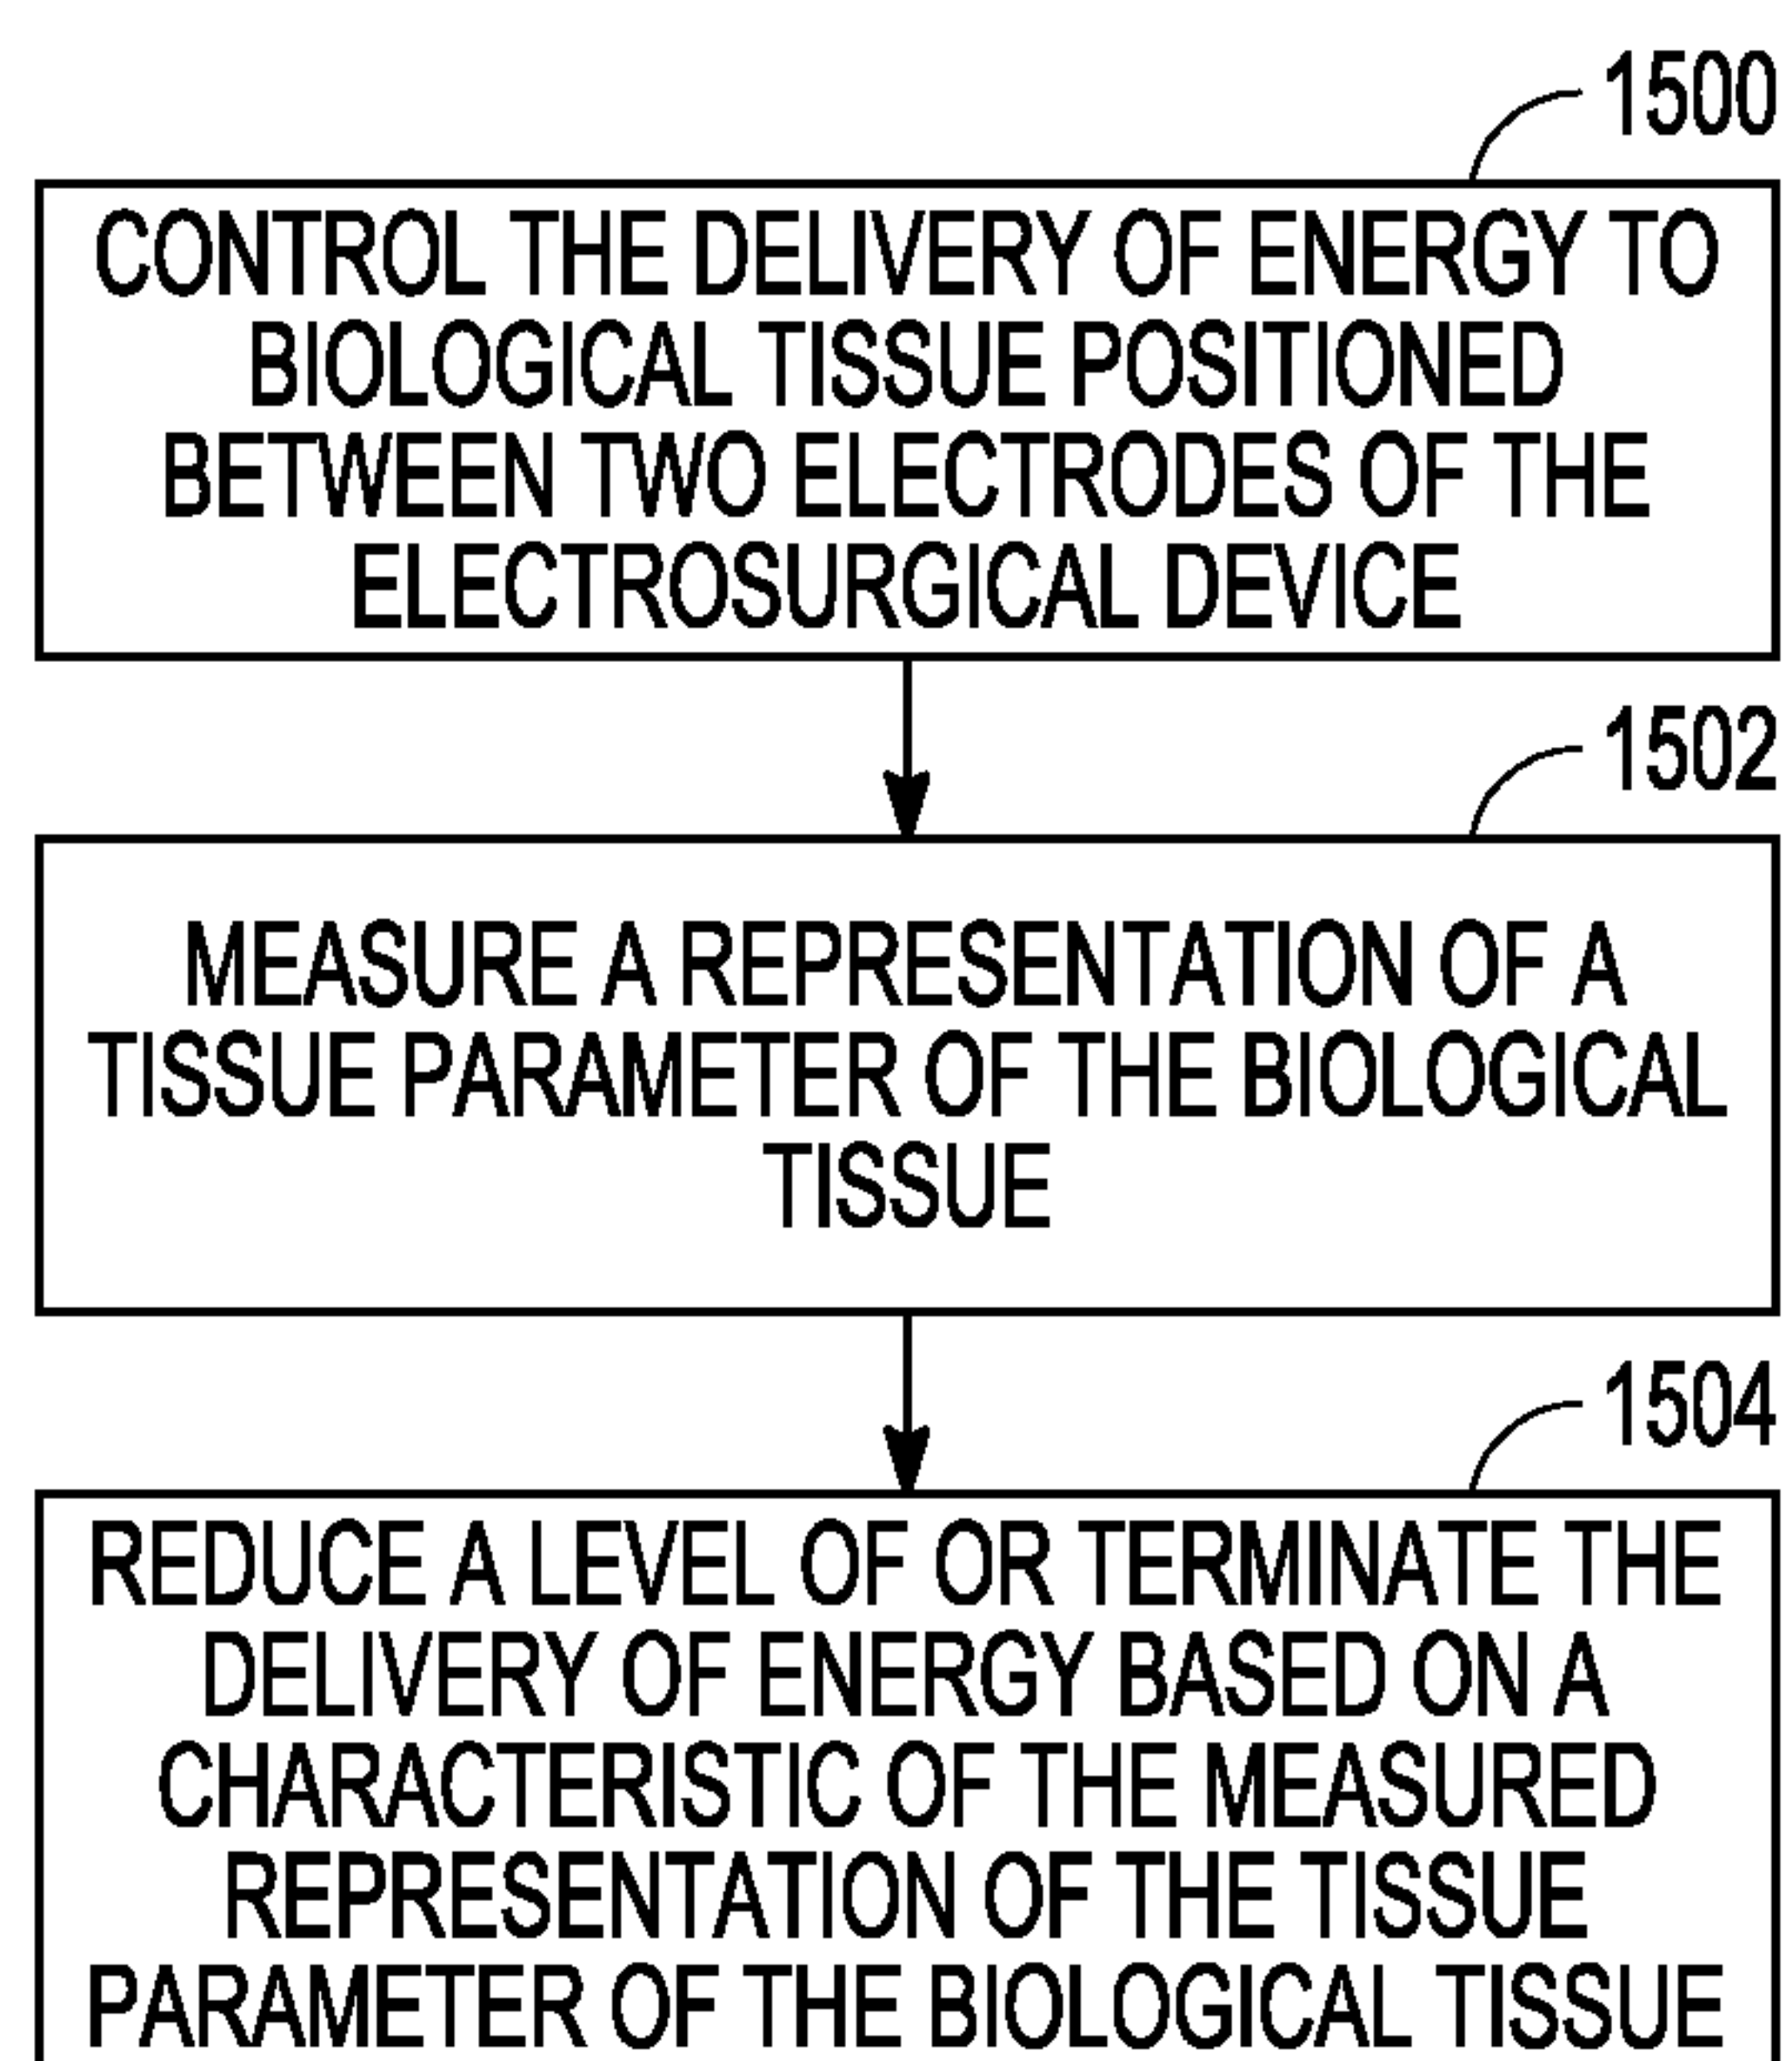 1500
CONTROL THE DELIVERY OF ENERGY TO
BIOLOGICAL TISSUE POSITIONED
BETWEEN TWO ELECTRODES OF THE
ELECTROSURGICAL DEVICE
1502
MEASURE A REPRESENTATION OF A
TISSUE PARAMETER OF THE BIOLOGICAL
TISSUE
1504
REDUCE A LEVEL OF OR TERMINATE THE
DELIVERY OF ENERGY BASED ON A
CHARACTERISTIC OF THE MEASURED
REPRESENTATION OF THE TISSUE
PARAMETER OF THE BIOLOGICAL TISSUE